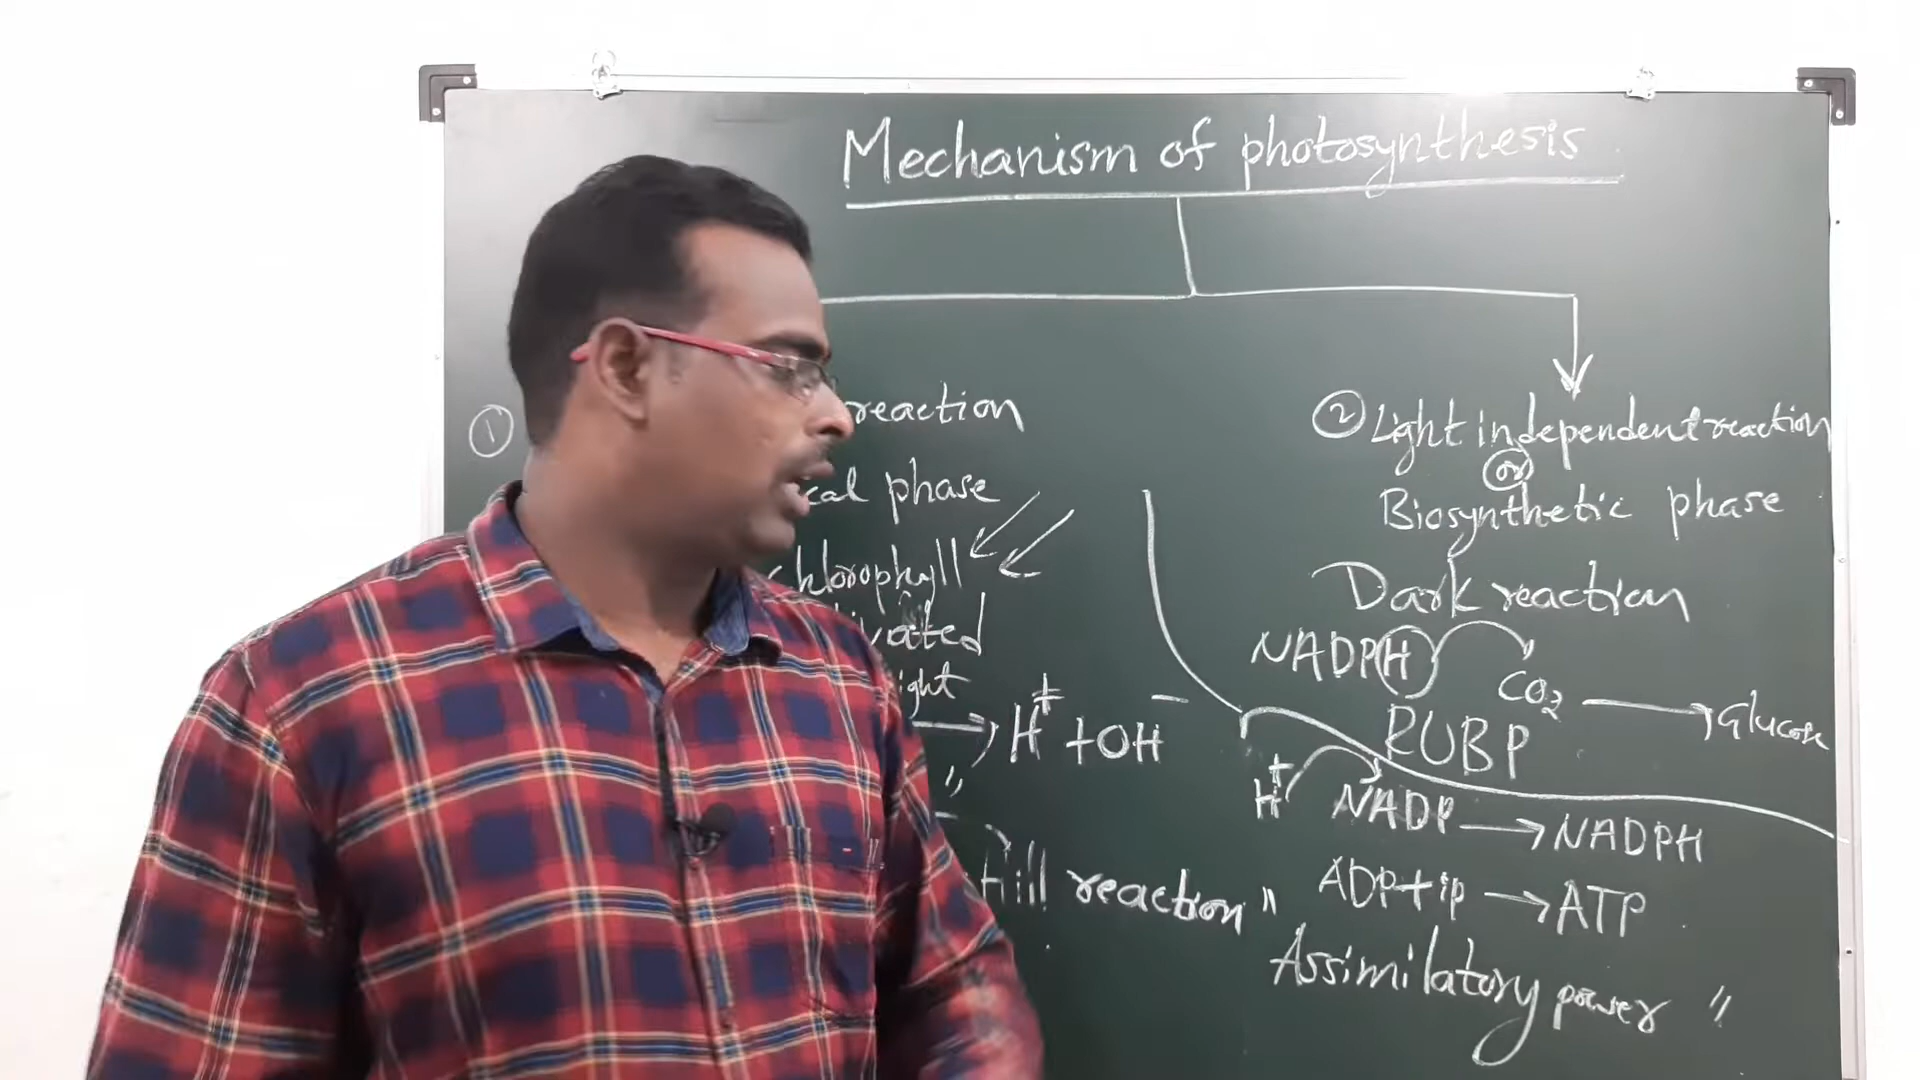 Mechanism of photosynthesis
1
reaction
cal phase
chlorophyll
ivated
ight
H+ + OH-
"
Hill reaction "
2 Light independent reaction
or
Biosynthetic phase
Dark reaction
NADPH
CO2 → Glucose
RUBP
H+ NADP → NADPH
ADP + ip → ATP
Assimilatory power "